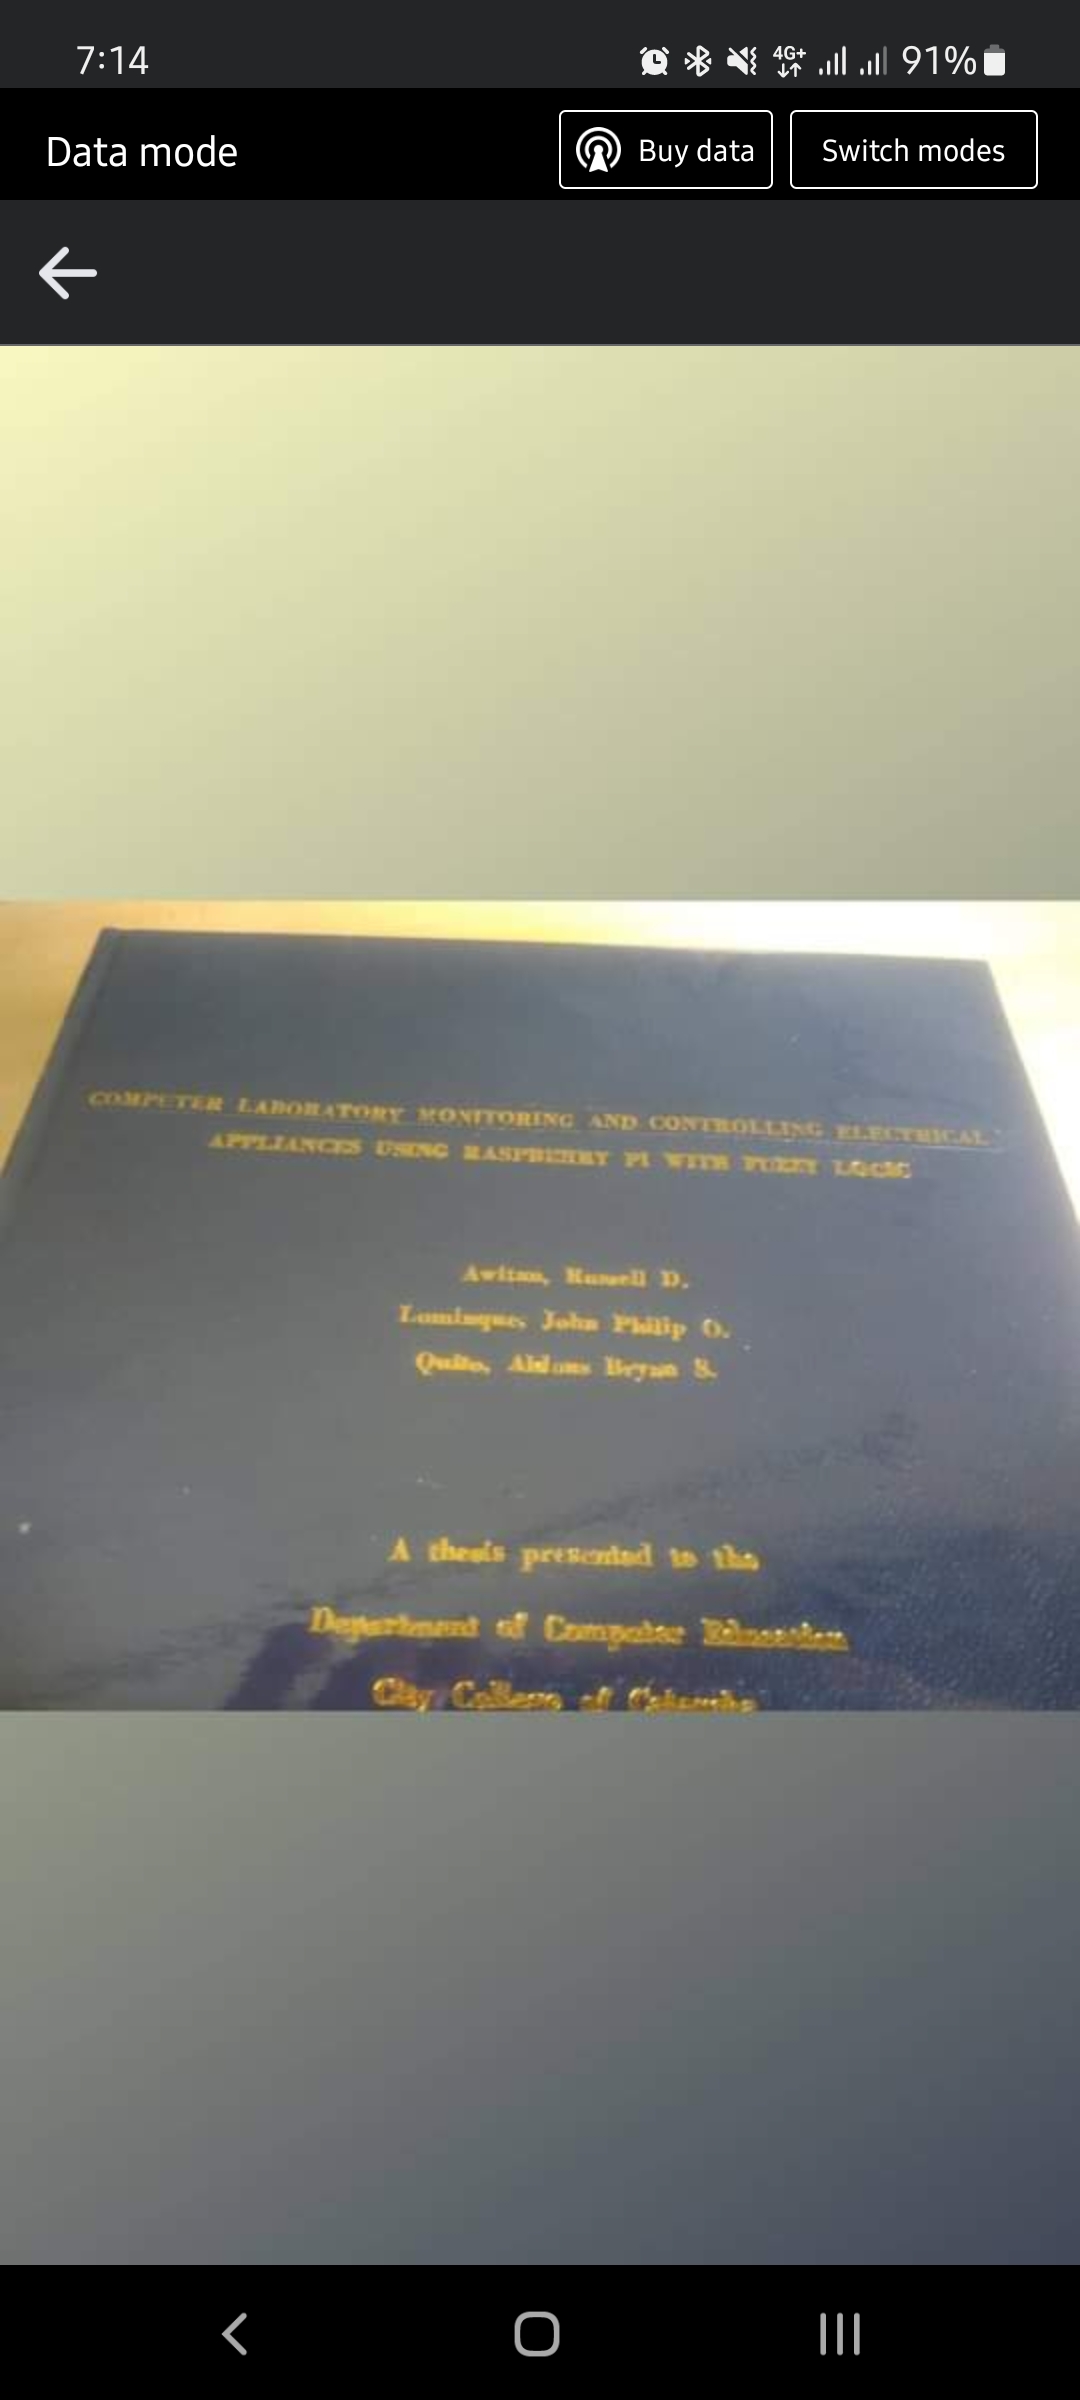 7:14
4G+
91%
Data mode
Buy data
Switch modes
COMPUTER LABORATORY MONITORING AND CONTROLLING ELECTRICAL
APPLIANCES USING RASPBERRY PI WITH FUZZY LOGIC
Awitan, Russell D.
John Philip O.
Bryan S.
A thesis presented to the
Department of Computer Education
City College of